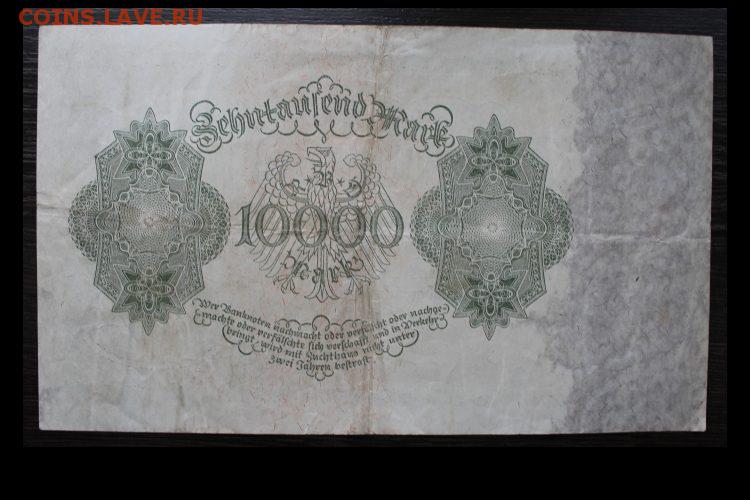 COINS.LAVE.RU
Zehntausend Mark
10000
Mark
Wer Banknoten nachmacht oder verfälscht oder nachge-
machte oder verfälschte sich verschafft und in Verkehr
bringt, wird mit Zuchthaus nicht unter
zwei Jahren bestraft.